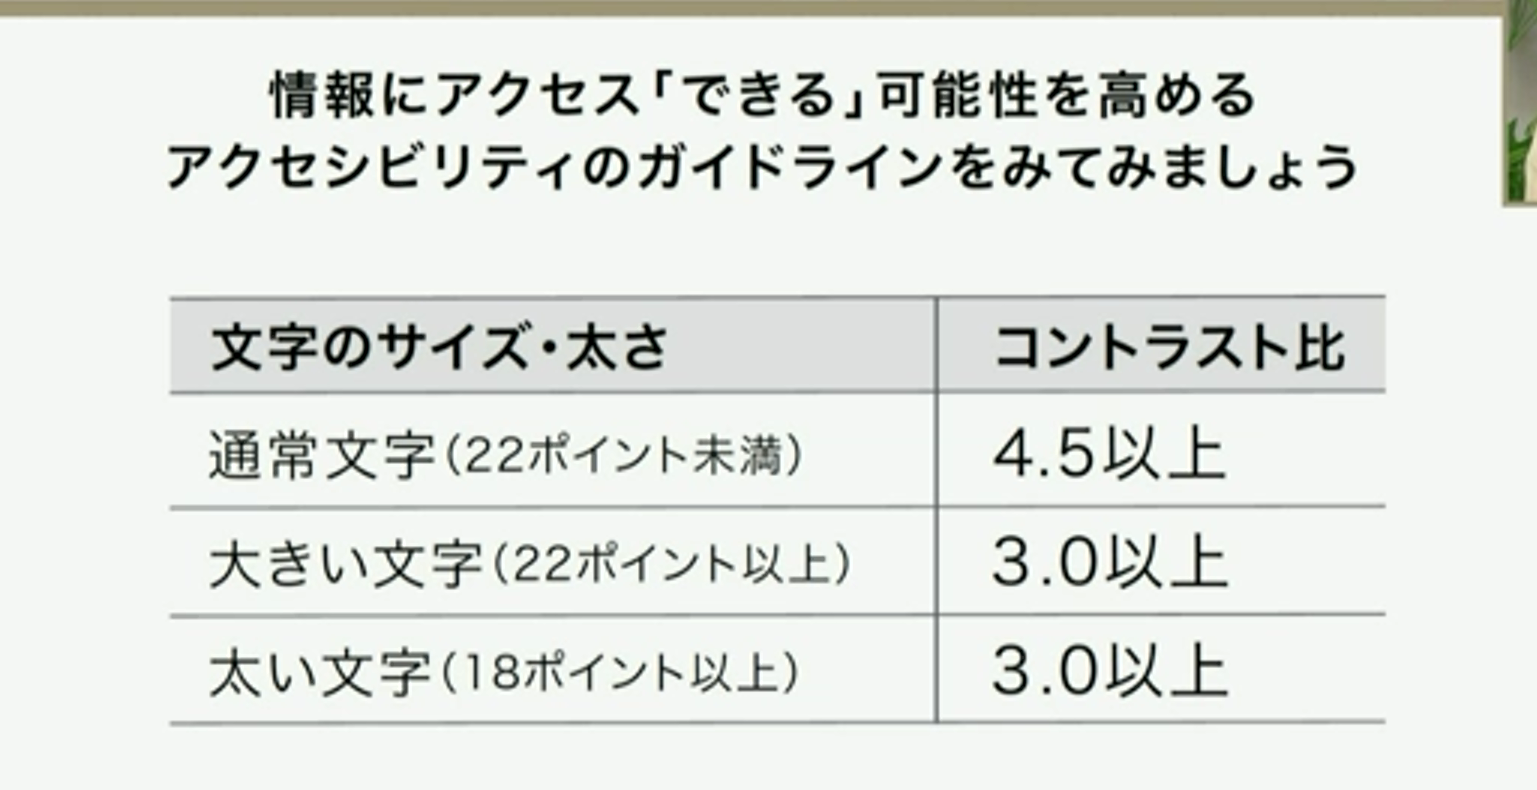 情報にアクセス「できる」可能性を高める
アクセシビリティのガイドラインをみてみましょう
文字のサイズ・太さ コントラスト比
通常文字(22ポイント未満) 4.5以上
大きい文字(22ポイント以上) 3.0以上
太い文字(18ポイント以上) 3.0以上